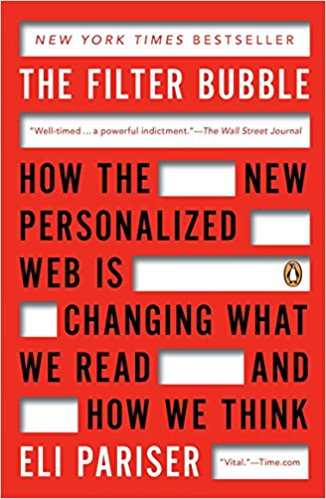 NEW YORK TIMES BESTSELLER
THE FILTER BUBBLE
"Well-timed ... a powerful indictment."—The Wall Street Journal
HOW THE NEW
PERSONALIZED
WEB IS
CHANGING WHAT
WE READ AND
HOW WE THINK
ELI PARISER "Vital."—Time.com